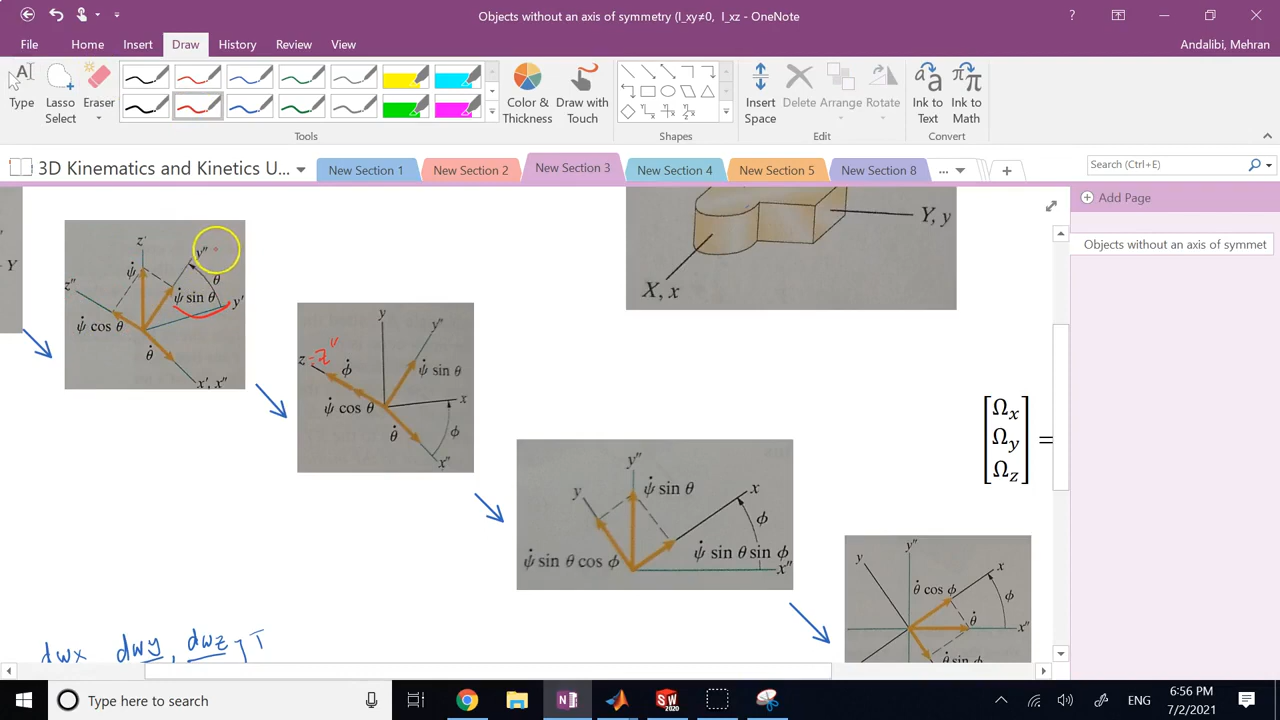 Objects without an axis of symmetry (I_xy≠0, I_xz - OneNote
Andalibi, Mehran
File Home Insert Draw History Review View
Type
Lasso Select
Eraser
Color & Thickness
Draw with Touch
Insert Space
Delete
Arrange
Rotate
Ink to Text
Ink to Math
Tools
Shapes
Edit
Convert
3D Kinematics and Kinetics U...
New Section 1
New Section 2
New Section 3
New Section 4
New Section 5
New Section 8
...
Search (Ctrl+E)
Add Page
Objects without an axis of symmet
Y
z'
y″
ψ̇
θ
z″
ψ̇ sin θ
y'
ψ̇ cos θ
θ̇
x', x″
Y, y
X, x
y
y″
z = z″
φ̇
ψ̇ sin θ
ψ̇ cos θ
x
θ̇
φ
x″
y″
y
ψ̇ sin θ
x
φ
ψ̇ sin θ cos φ
ψ̇ sin θ sin φ
x″
Ωx
Ωy
Ωz
=
y″
y
x
θ̇ cos φ
φ
θ̇
x″
θ̇ sin φ
dwx dwy , dwz ] T
Type here to search
ENG
6:56 PM
7/2/2021